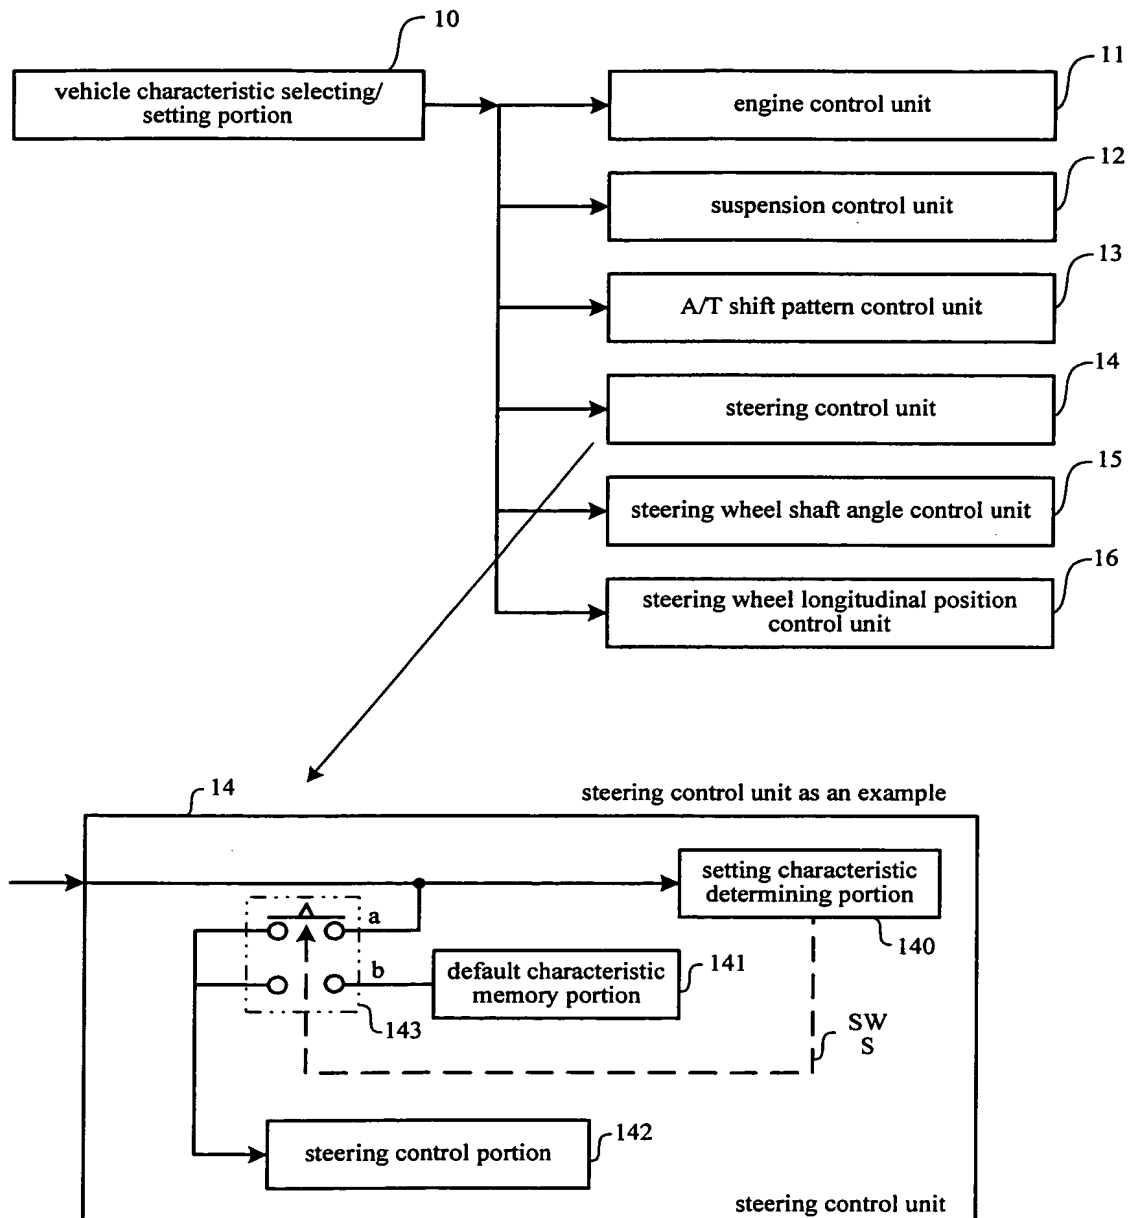 10
vehicle characteristic selecting/
setting portion
11
engine control unit
12
suspension control unit
13
A/T shift pattern control unit
14
steering control unit
15
steering wheel shaft angle control unit
16
steering wheel longitudinal position
control unit
14
steering control unit as an example
setting characteristic
determining portion
140
a
b
default characteristic
memory portion
141
143
SW
S
142
steering control portion
steering control unit